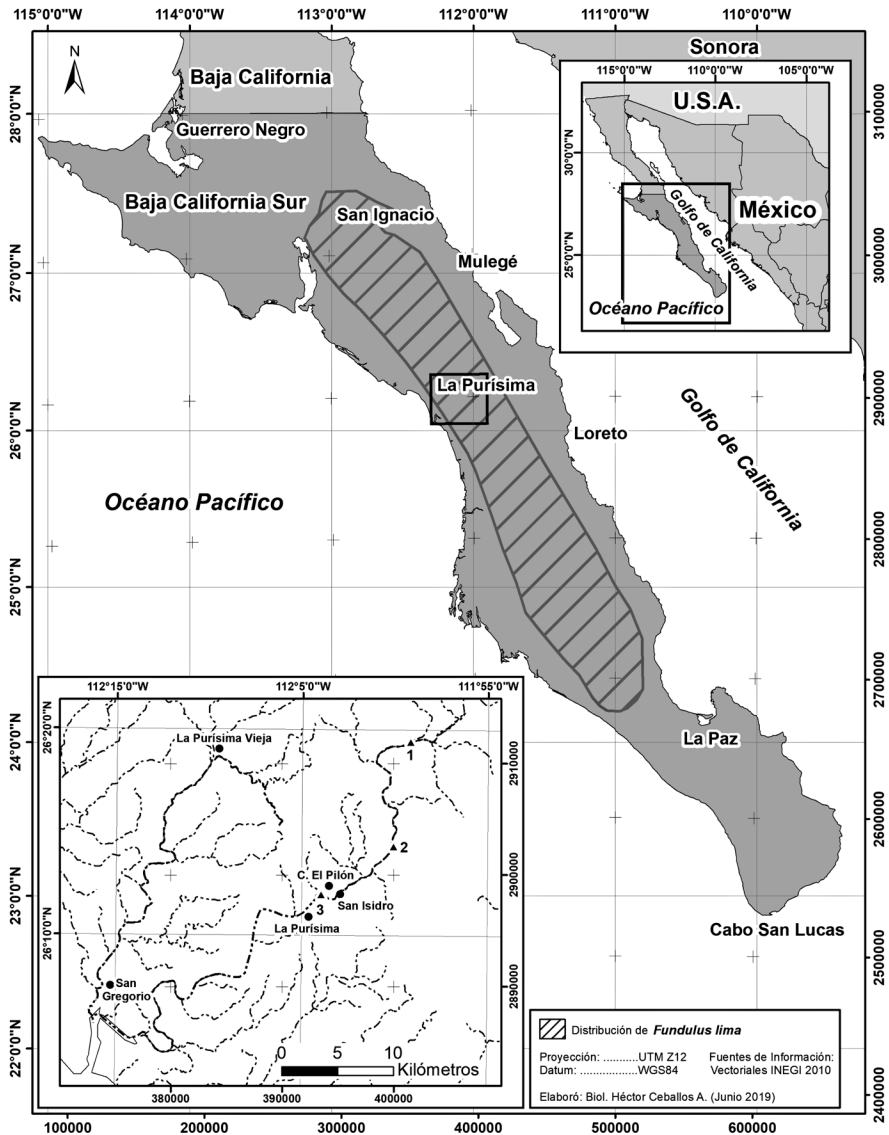 115°0'0"W 114°0'0"W 113°0'0"W 112°0'0"W 111°0'0"W 110°0'0"W
N
Baja California
Guerrero Negro
Baja California Sur
San Ignacio
Mulegé
La Purísima
Loreto
Océano Pacífico
Golfo de California
Sonora
La Paz
Cabo San Lucas
28°0'0"N
27°0'0"N
26°0'0"N
25°0'0"N
24°0'0"N
23°0'0"N
22°0'0"N
3100000
3000000
2900000
2800000
2700000
2600000
2500000
2400000
115°0'0"W 110°0'0"W 105°0'0"W
30°0'0"N
25°0'0"N
U.S.A.
México
Golfo de California
Océano Pacífico
112°15'0"W 112°5'0"W 111°55'0"W
26°20'0"N
26°10'0"N
La Purísima Vieja
1
2
C. El Pilón
San Isidro
3
La Purísima
San
Gregorio
2910000
2900000
2890000
0 5 10
Kilómetros
380000 390000 400000
Distribución de Fundulus lima
Proyección: ..........UTM Z12
Datum: ..................WGS84
Fuentes de Información:
Vectoriales INEGI 2010
Elaboró: Biol. Héctor Ceballos A. (Junio 2019)
100000 200000 300000 400000 500000 600000